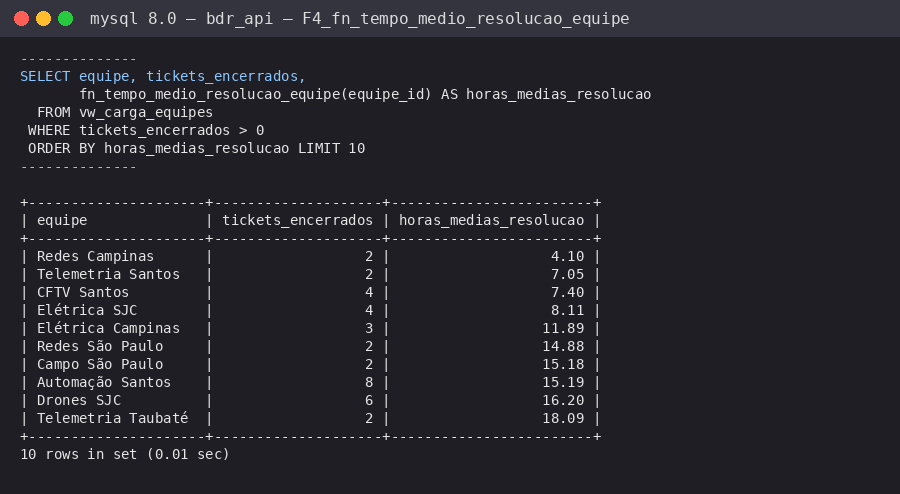 mysql 8.0 — bdr_api — F4_fn_tempo_medio_resolucao_equipe
--------------
SELECT equipe, tickets_encerrados,
       fn_tempo_medio_resolucao_equipe(equipe_id) AS horas_medias_resolucao
  FROM vw_carga_equipes
 WHERE tickets_encerrados > 0
 ORDER BY horas_medias_resolucao LIMIT 10
--------------
+---------------------+--------------------+------------------------+
| equipe              | tickets_encerrados | horas_medias_resolucao |
+---------------------+--------------------+------------------------+
| Redes Campinas      |                  2 |                   4.10 |
| Telemetria Santos   |                  2 |                   7.05 |
| CFTV Santos         |                  4 |                   7.40 |
| Elétrica SJC        |                  4 |                   8.11 |
| Elétrica Campinas   |                  3 |                  11.89 |
| Redes São Paulo     |                  2 |                  14.88 |
| Campo São Paulo     |                  2 |                  15.18 |
| Automação Santos    |                  8 |                  15.19 |
| Drones SJC          |                  6 |                  16.20 |
| Telemetria Taubaté  |                  2 |                  18.09 |
+---------------------+--------------------+------------------------+
10 rows in set (0.01 sec)